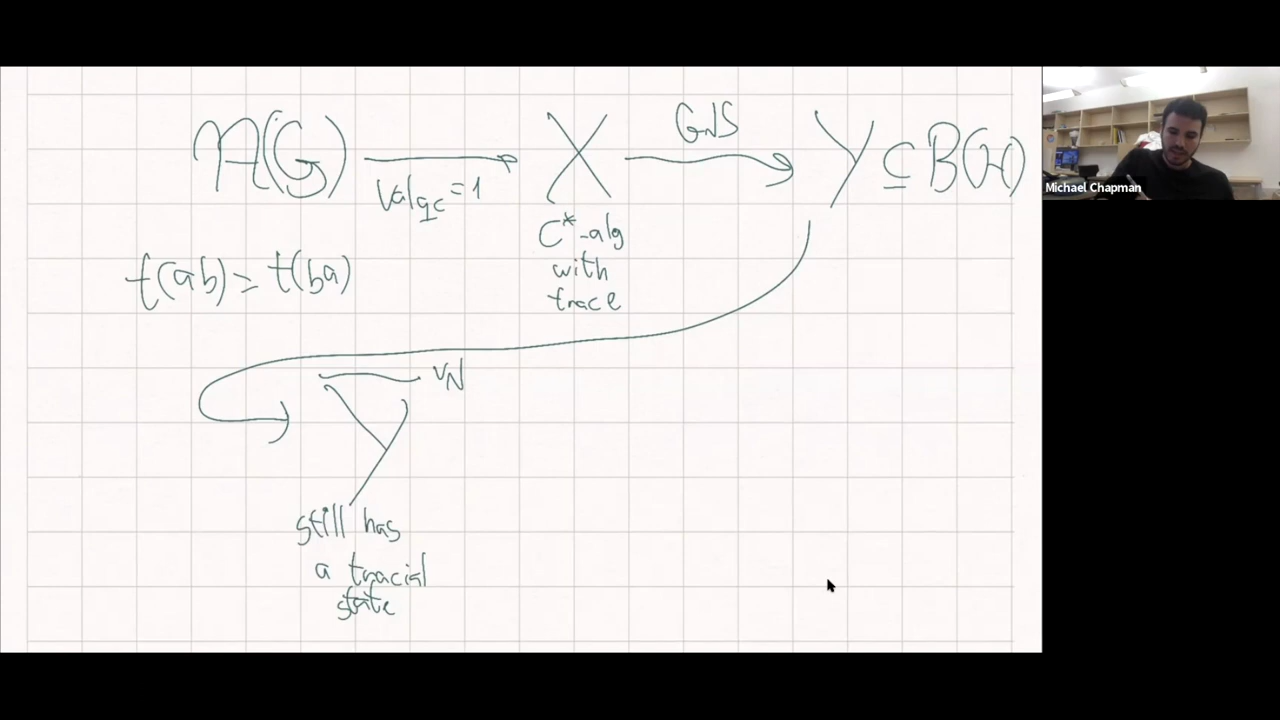 A(G) → X → Y ⊆ B(H)
GNS
val_qc = 1
C*-alg
with
trace
t(ab) = t(ba)
Y vN
still has
a tracial
state
Michael Chapman